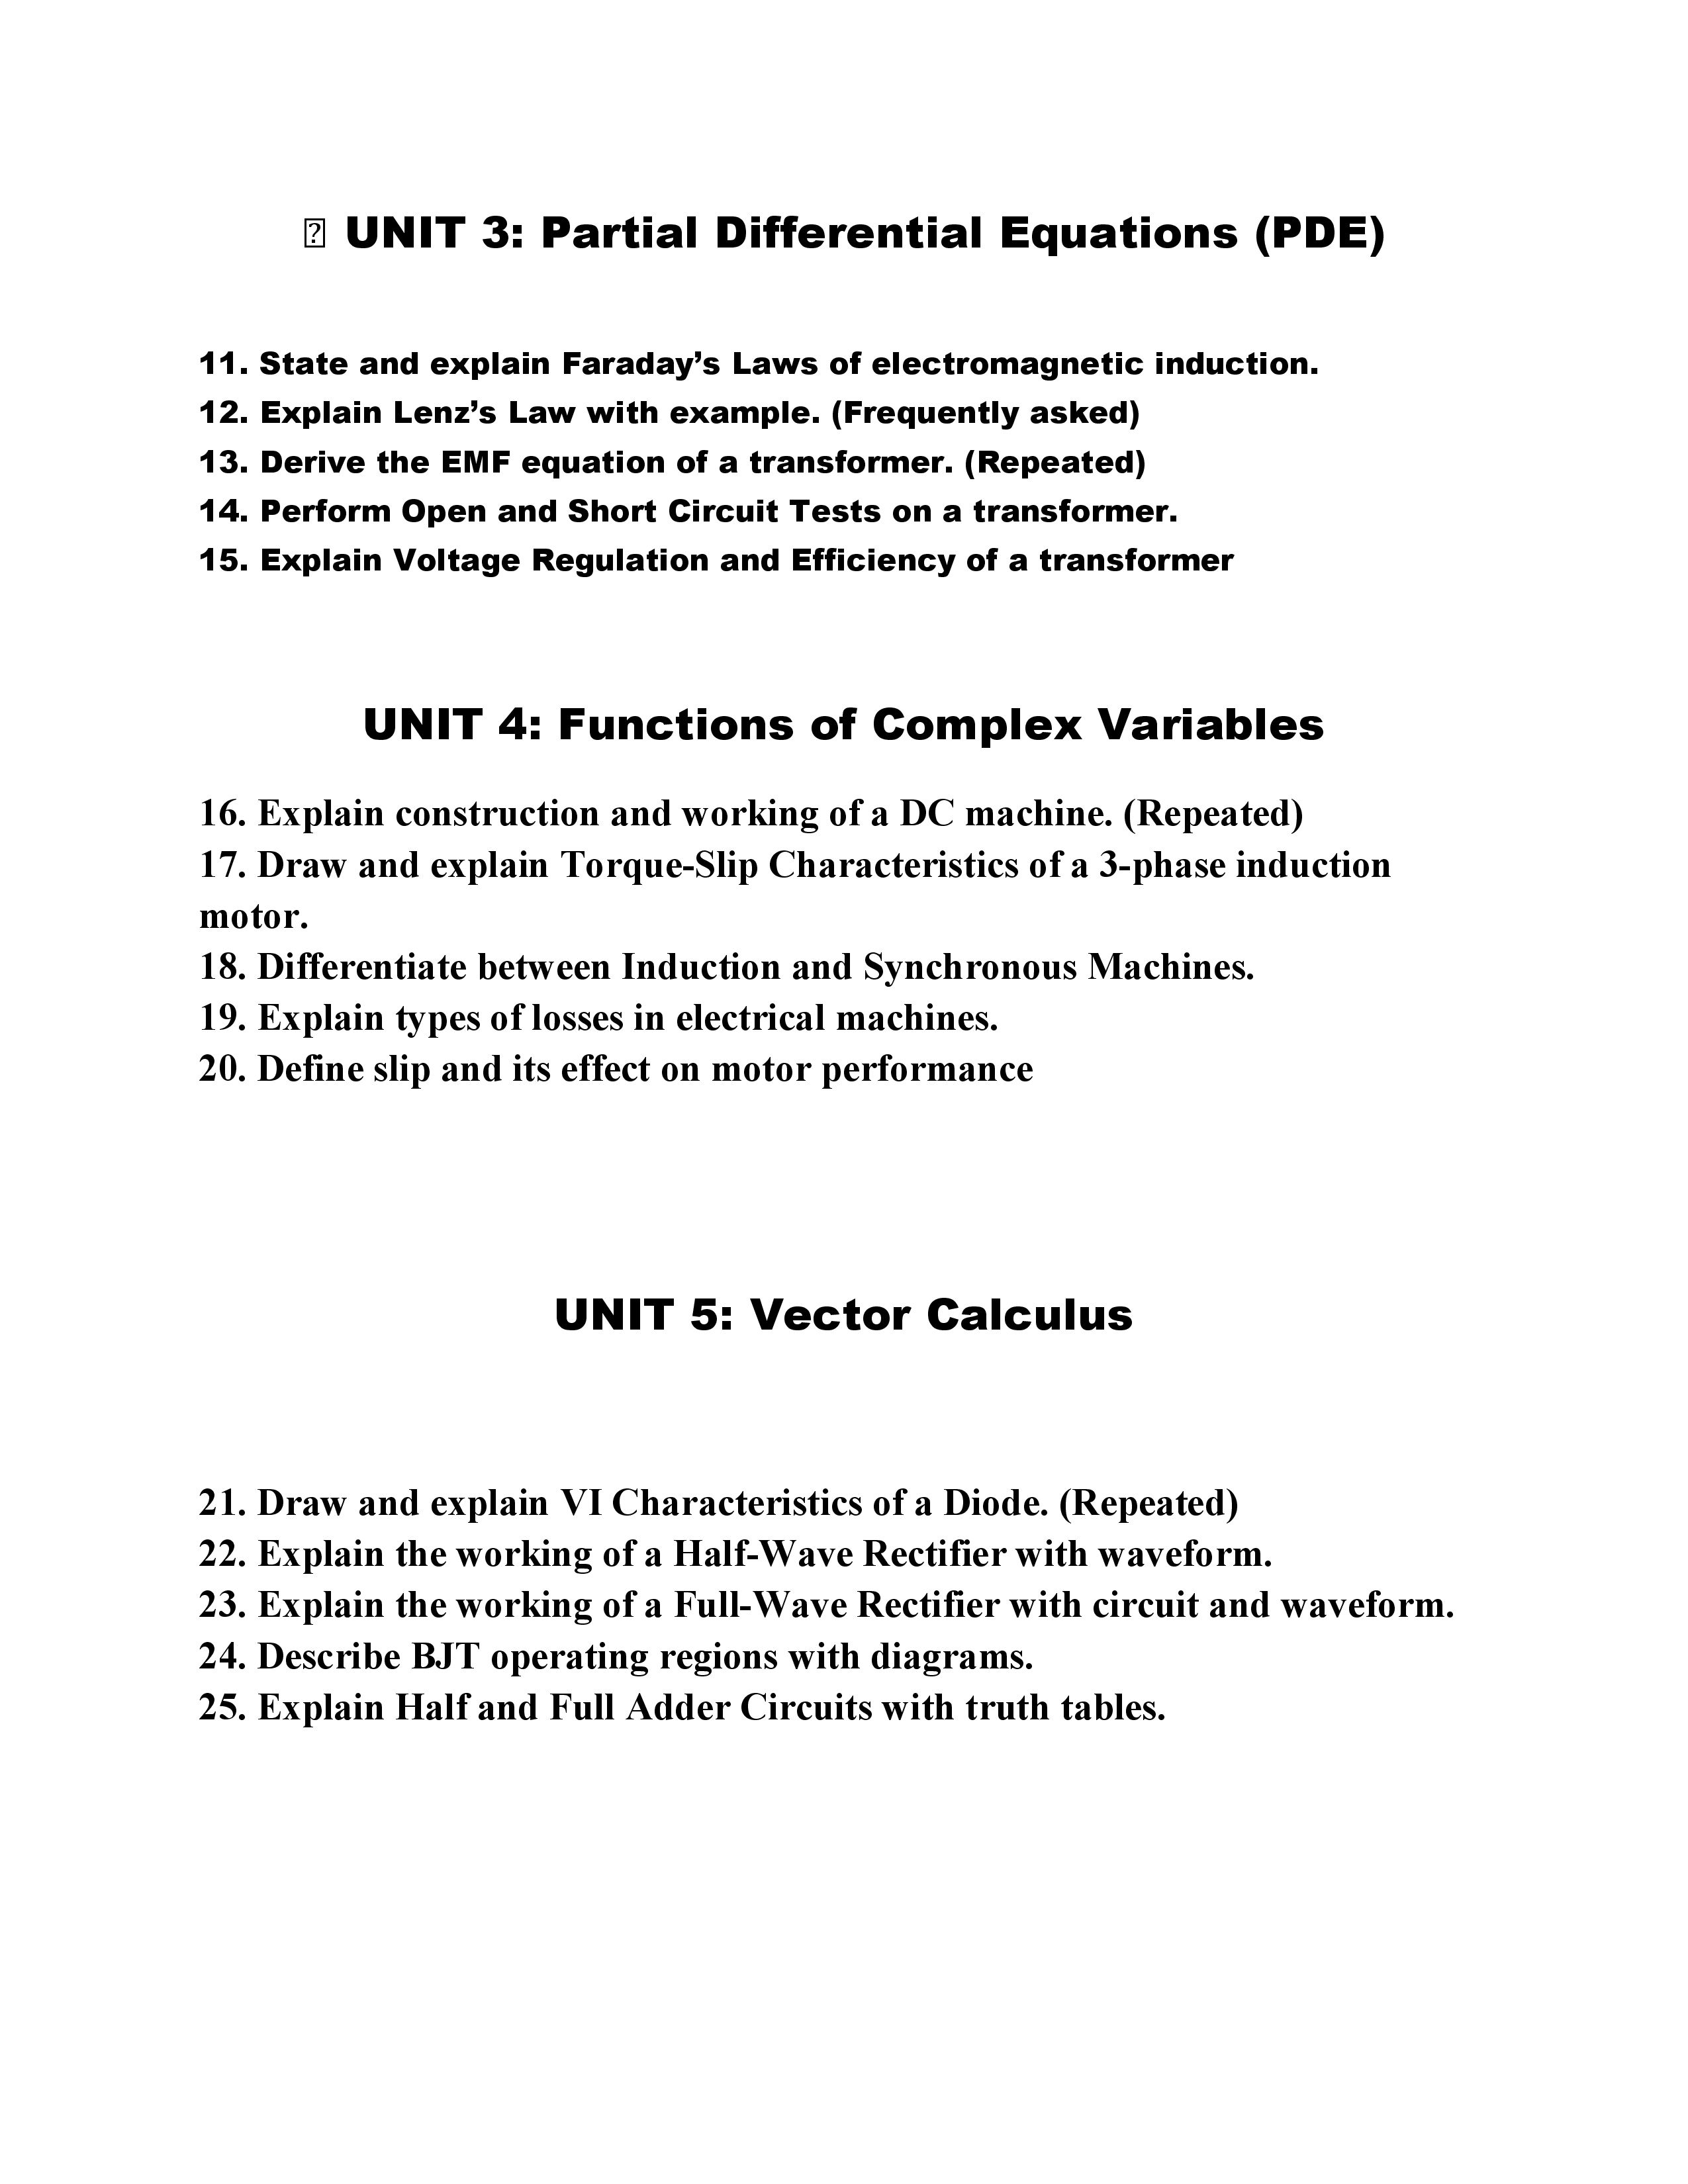 UNIT 3: Partial Differential Equations (PDE)
11. State and explain Faraday’s Laws of electromagnetic induction.
12. Explain Lenz’s Law with example. (Frequently asked)
13. Derive the EMF equation of a transformer. (Repeated)
14. Perform Open and Short Circuit Tests on a transformer.
15. Explain Voltage Regulation and Efficiency of a transformer
UNIT 4: Functions of Complex Variables
16. Explain construction and working of a DC machine. (Repeated)
17. Draw and explain Torque-Slip Characteristics of a 3-phase induction
motor.
18. Differentiate between Induction and Synchronous Machines.
19. Explain types of losses in electrical machines.
20. Define slip and its effect on motor performance
UNIT 5: Vector Calculus
21. Draw and explain VI Characteristics of a Diode. (Repeated)
22. Explain the working of a Half-Wave Rectifier with waveform.
23. Explain the working of a Full-Wave Rectifier with circuit and waveform.
24. Describe BJT operating regions with diagrams.
25. Explain Half and Full Adder Circuits with truth tables.